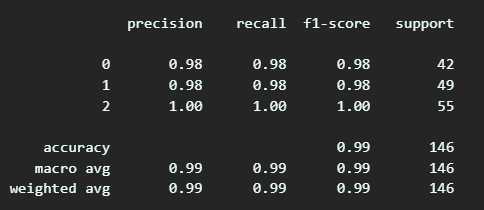 precision recall f1-score support
0 0.98 0.98 0.98 42
1 0.98 0.98 0.98 49
2 1.00 1.00 1.00 55
accuracy 0.99 146
macro avg 0.99 0.99 0.99 146
weighted avg 0.99 0.99 0.99 146